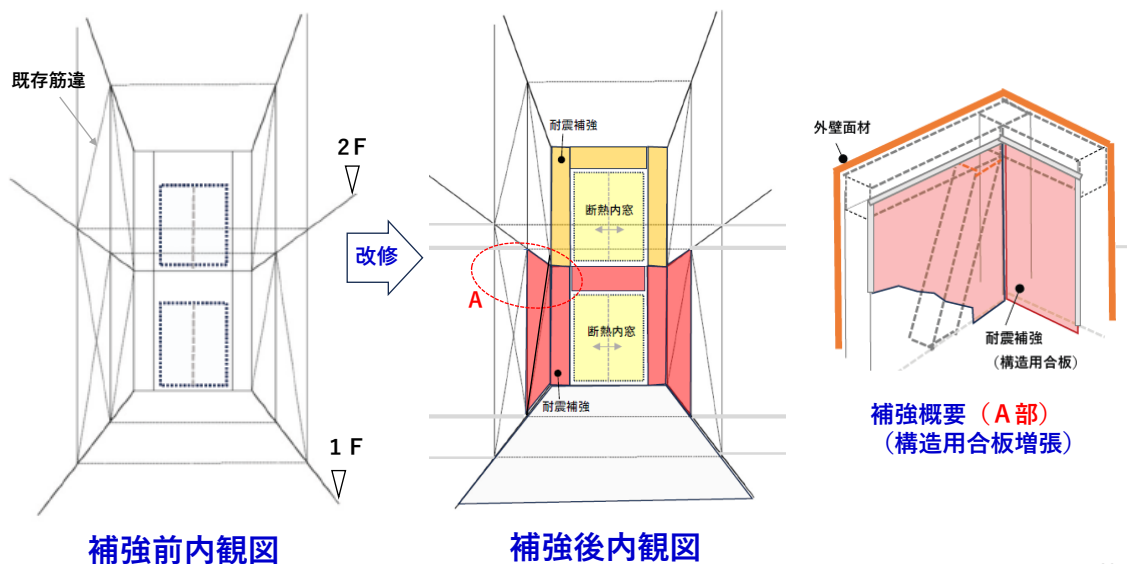 既存筋違
2F
1F
補強前内観図
改修
耐震補強
断熱内窓
A
断熱内窓
耐震補強
補強後内観図
外壁面材
耐震補強
（構造用合板）
補強概要（A部）
（構造用合板増張）